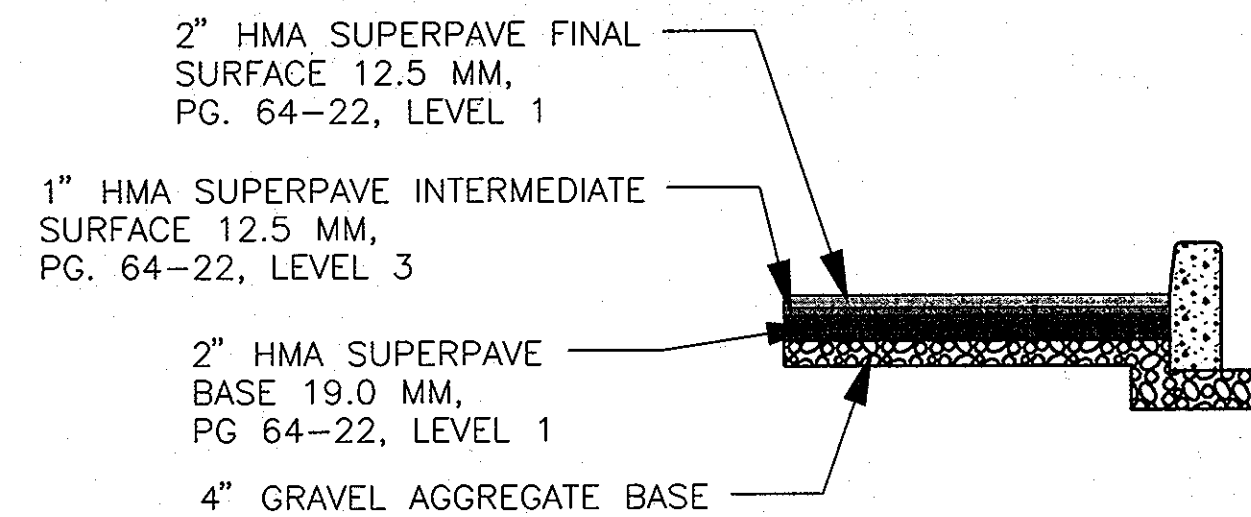 2” HMA SUPERPAVE FINAL
SURFACE 12.5 MM,
PG. 64–22, LEVEL 1
1” HMA SUPERPAVE INTERMEDIATE
SURFACE 12.5 MM,
PG. 64–22, LEVEL 3
2” HMA SUPERPAVE
BASE 19.0 MM,
PG 64–22, LEVEL 1
4” GRAVEL AGGREGATE BASE